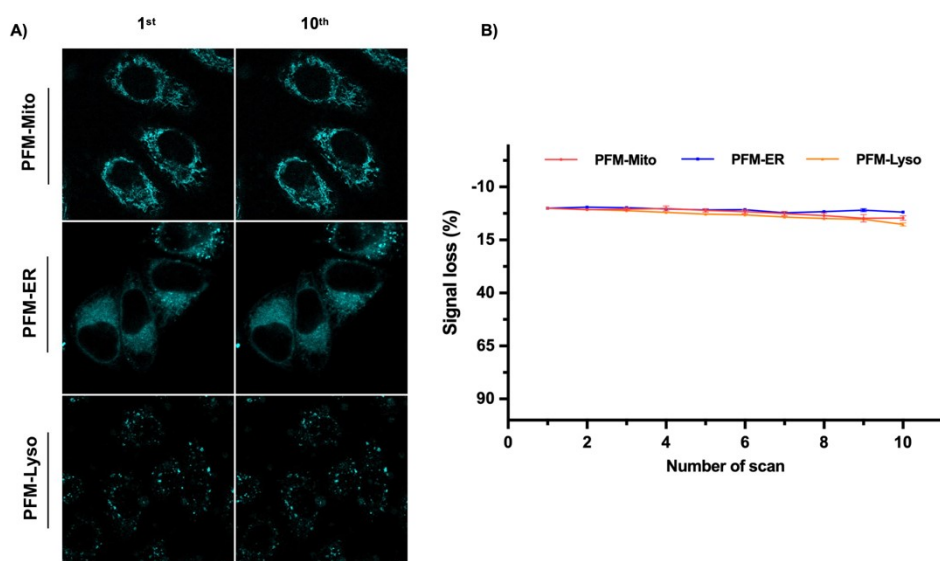 A)
1st
10th
PFM-Mito
PFM-ER
PFM-Lyso
B)
PFM-Mito PFM-ER PFM-Lyso
Signal loss (%)
-10
15
40
65
90
0 2 4 6 8 10
Number of scan